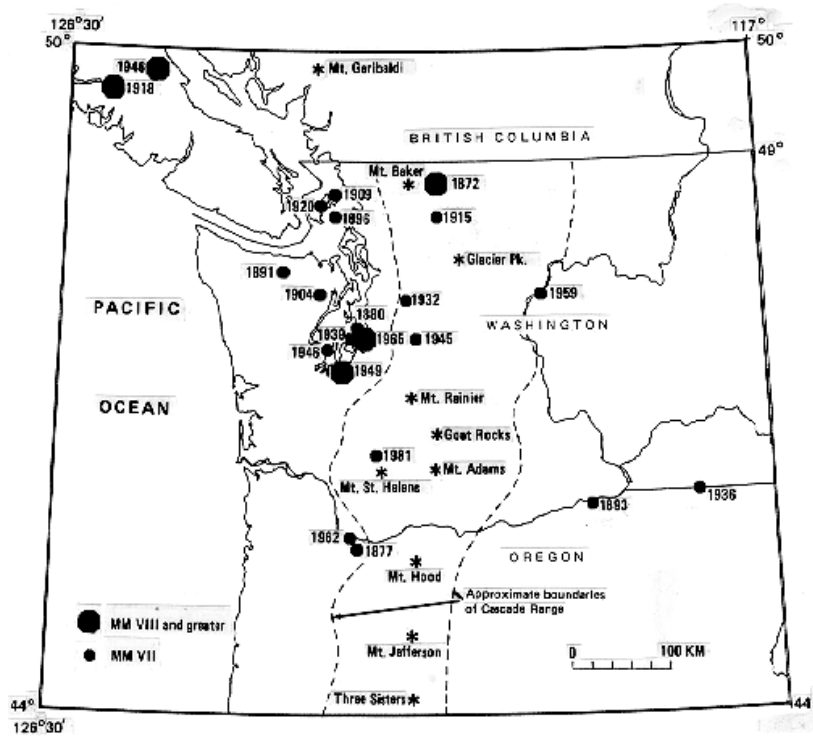 126°30'
117°
50°
50°
1946
1918
Mt. Garibaldi
BRITISH COLUMBIA
49°
Mt. Baker
1872
1909
1920
1896
1915
Glacier Pk.
1891
1904
1932
1959
PACIFIC
1880
WASHINGTON
1939
1965
1945
1946
1949
OCEAN
Mt. Rainier
Goat Rocks
1981
Mt. Adams
Mt. St. Helens
1936
1893
1962
1877
OREGON
Mt. Hood
Approximate boundaries
of Cascade Range
MM VIII and greater
MM VII
Mt. Jefferson
0 100 KM
Three Sisters
44°
44
126°30'